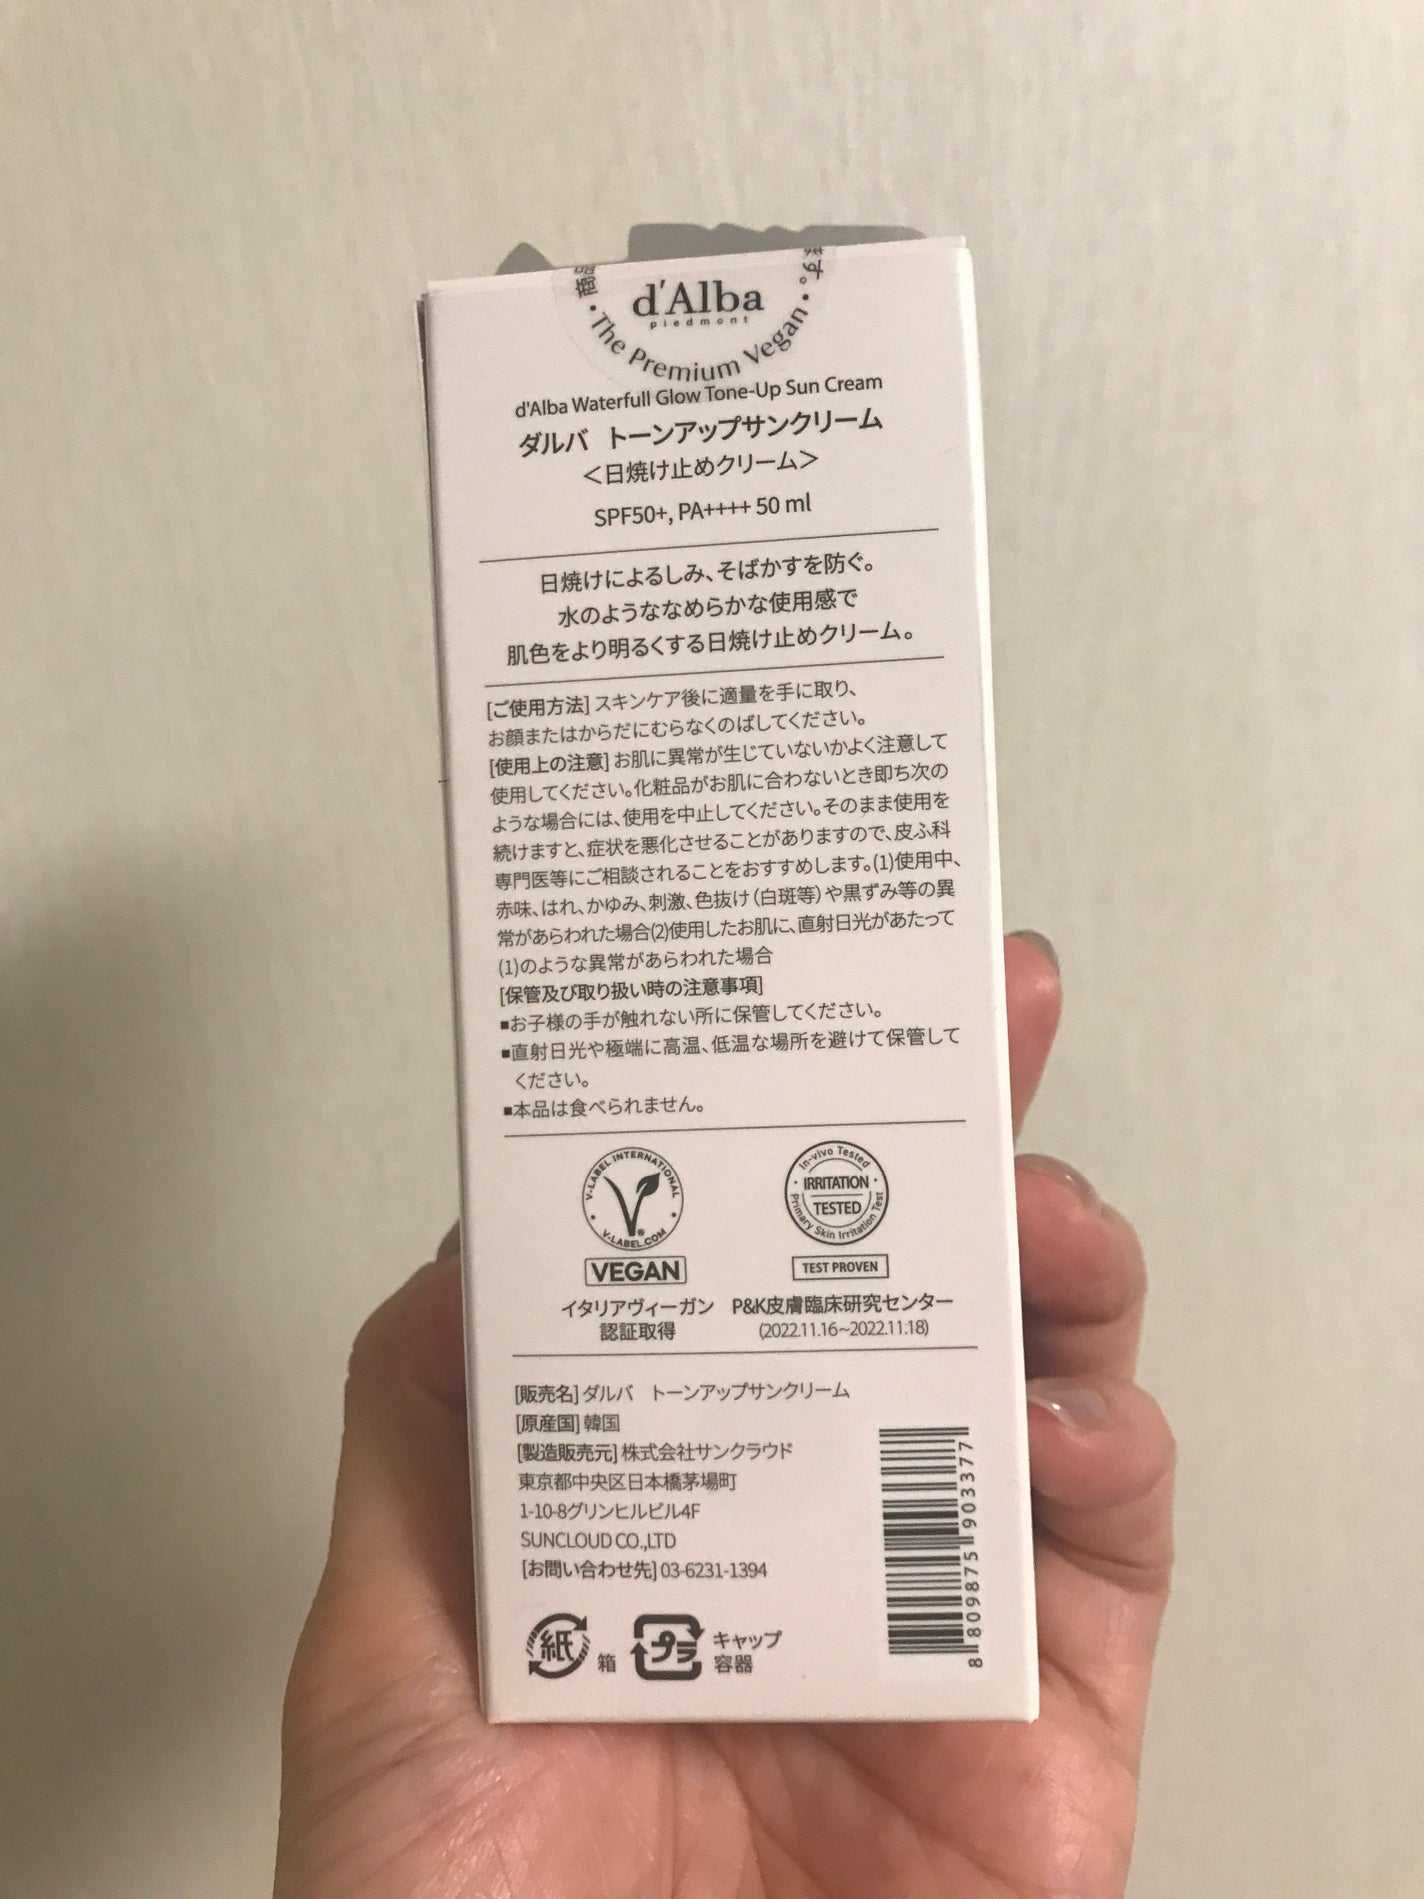 d'Alba
piedmont
• The Premium Vegan •
d'Alba Waterfull Glow Tone-Up Sun Cream
ダルバ　トーンアップサンクリーム
＜日焼け止めクリーム＞
SPF50+, PA++++ 50 ml
日焼けによるしみ、そばかすを防ぐ。
水のようななめらかな使用感で
肌色をより明るくする日焼け止めクリーム。
[ご使用方法] スキンケア後に適量を手に取り、
お顔またはからだにむらなくのばしてください。
[使用上の注意] お肌に異常が生じていないかよく注意して
使用してください。化粧品がお肌に合わないとき即ち次の
ような場合には、使用を中止してください。そのまま使用を
続けますと、症状を悪化させることがありますので、皮ふ科
専門医等にご相談されることをおすすめします。(1)使用中、
赤味、はれ、かゆみ、刺激、色抜け（白斑等）や黒ずみ等の異
常があらわれた場合(2)使用したお肌に、直射日光があたって
(1)のような異常があらわれた場合
[保管及び取り扱い時の注意事項]
■お子様の手が触れない所に保管してください。
■直射日光や極端に高温、低温な場所を避けて保管して
ください。
■本品は食べられません。
V-LABEL INTERNATIONAL
• V-LABEL.COM •
VEGAN
イタリアヴィーガン
認証取得
In-vivo Tested
IRRITATION
TESTED
Primary Skin Irritation Test
TEST PROVEN
P&K皮膚臨床研究センター
(2022.11.16~2022.11.18)
[販売名] ダルバ　トーンアップサンクリーム
[原産国] 韓国
[製造販売元] 株式会社サンクラウド
東京都中央区日本橋茅場町
1-10-8グリンヒルビル4F
SUNCLOUD CO.,LTD
[お問い合わせ先] 03-6231-1394
紙
箱
プラ
キャップ
容器
8 809875 903377